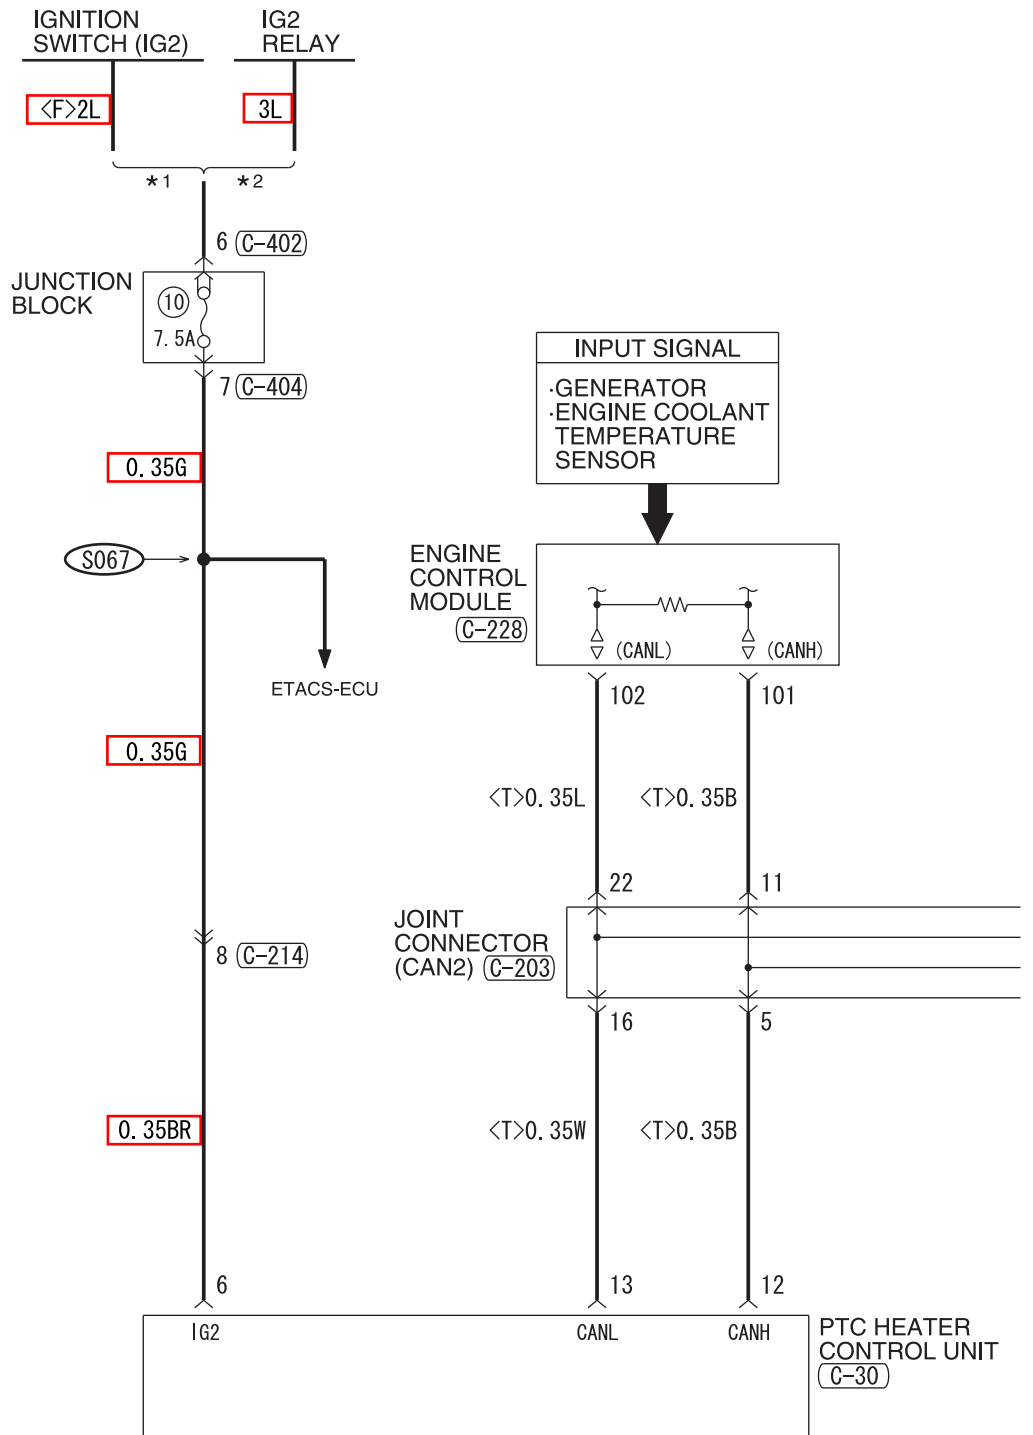 IGNITION
SWITCH (IG2)
IG2
RELAY
<F>2L
3L
*1
*2
6 C-402
JUNCTION
BLOCK
10
7.5A
7 C-404
0.35G
S067
ETACS-ECU
0.35G
8 C-214
0.35BR
6
IG2
INPUT SIGNAL
·GENERATOR
·ENGINE COOLANT
TEMPERATURE
SENSOR
ENGINE
CONTROL
MODULE
C-228
(CANL)
(CANH)
102
101
<T>0.35L
<T>0.35B
22
11
JOINT
CONNECTOR
(CAN2) C-203
16
5
<T>0.35W
<T>0.35B
13
12
CANL
CANH
PTC HEATER
CONTROL UNIT
C-30